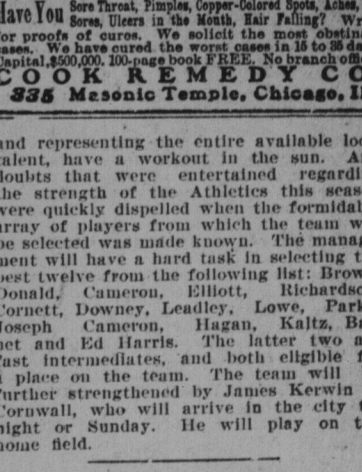 Have You Sore Throat, Pimples, Copper-Colored Spots, Aches,
Sores, Ulcers in the Mouth, Hair Falling?
for proofs of cures. We solicit the most obstin
cases. We have cured the worst cases in 15 to 35 da
Capital, $500,000. 100-page book FREE. No branch offi
COOK REMEDY CO
335 Masonic Temple, Chicago, Il
and representing the entire available loc
talent, have a workout in the sun. A
doubts that were entertained regardi
the strength of the Athletics this seas
were quickly dispelled when the formidab
array of players from which the team w
be selected was made known. The manag
ment will have a hard task in selecting t
best twelve from the following list: Brow
Donald, Cameron, Elliott, Richardso
Cornett, Downey, Leadley, Lowe, Park
Joseph Cameron, Hagan, Kaltz, Ba
net and Ed Harris. The latter two a
fast intermediates, and both eligible f
a place on the team. The team will
further strengthened by James Kerwin
Cornwall, who will arrive in the city t
night or Sunday. He will play on t
home field.